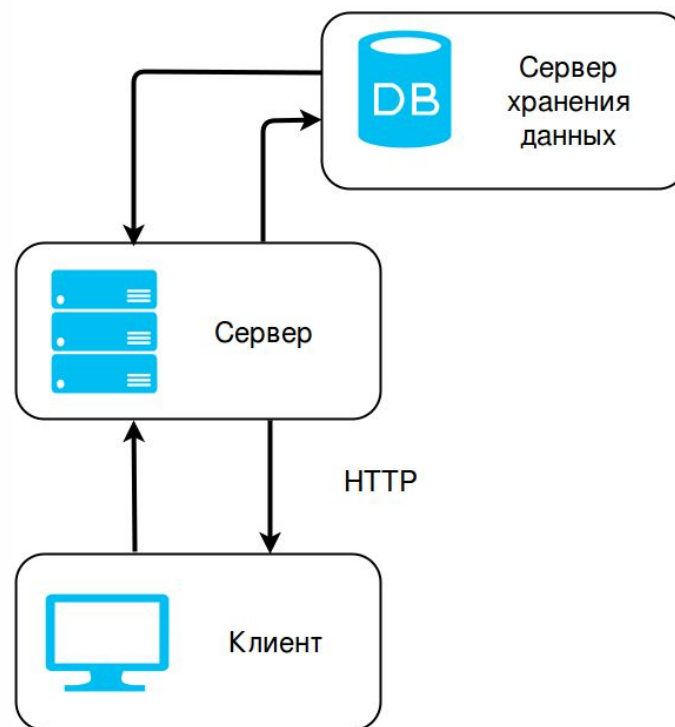 DB
Сервер
хранения
данных
Сервер
HTTP
Клиент